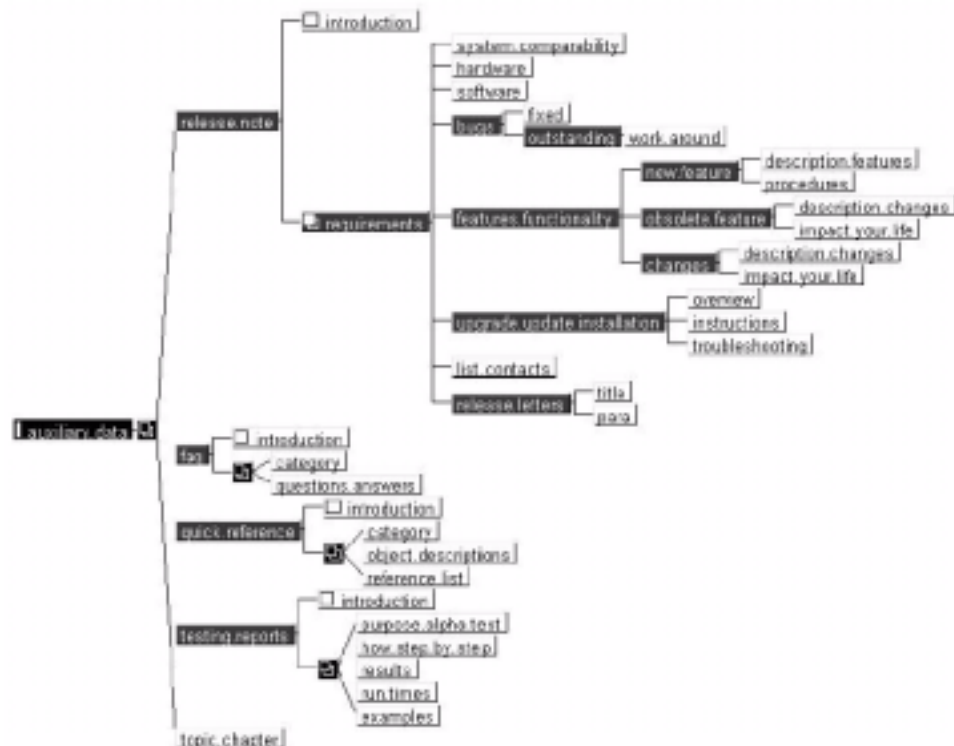 introduction
system.comparability
hardware
software
release.note
bugs
fixed
outstanding
work.around
new.feature
description.features
procedures
requirements
features.functionality
obsolete.feature
description.changes
impact.your.life
changes
description.changes
impact.your.life
upgrade.update.installation
overview
instructions
troubleshooting
list.contacts
release.letters
title
para
auxiliary.data
faq
introduction
category
questions.answers
quick.reference
introduction
category
object.descriptions
reference.list
testing.reports
introduction
purpose.alpha.test
how.step.by.step
results
run.times
examples
topic.chapter